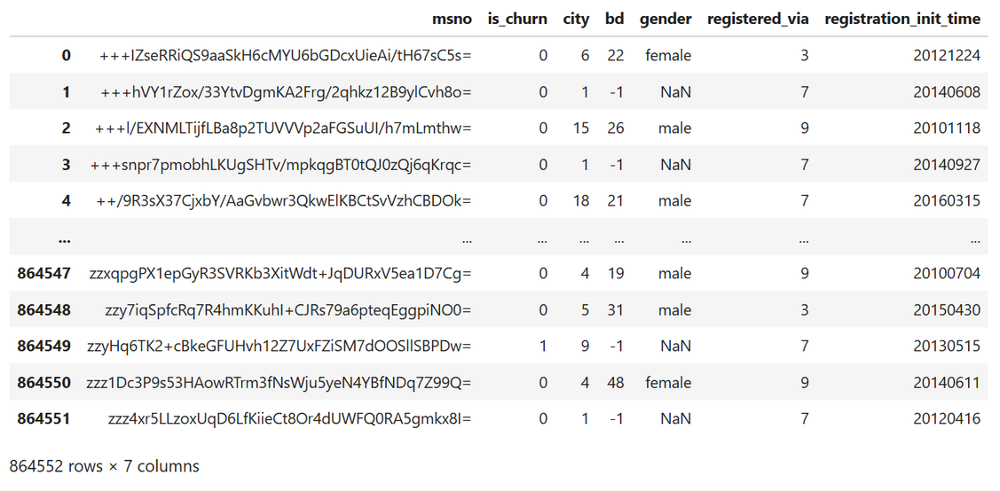 msno is_churn city bd gender registered_via registration_init_time
0 +++IZseRRiQS9aaSkH6cMYU6bGDcxUieAi/tH67sC5s= 0 6 22 female 3 20121224
1 +++hVY1rZox/33YtvDgmKA2Frg/2qhkz12B9ylCvh8o= 0 1 -1 NaN 7 20140608
2 +++l/EXNMLTijfLBa8p2TUVVVp2aFGSuUI/h7mLmthw= 0 15 26 male 9 20101118
3 +++snpr7pmobhLKUgSHTv/mpkqgBT0tQJ0zQj6qKrqc= 0 1 -1 NaN 7 20140927
4 ++/9R3sX37CjxbY/AaGvbwr3QkwElKBCtSvVzhCBDOk= 0 18 21 male 7 20160315
... ... ... ... ... ... ... ...
864547 zzxqpgPX1epGyR3SVRKb3XitWdt+JqDURxV5ea1D7Cg= 0 4 19 male 9 20100704
864548 zzy7iqSpfcRq7R4hmKKuhI+CJRs79a6pteqEggpiNO0= 0 5 31 male 3 20150430
864549 zzyHq6TK2+cBkeGFUHvh12Z7UxFZiSM7dOOSllSBPDw= 1 9 -1 NaN 7 20130515
864550 zzz1Dc3P9s53HAowRTrm3fNsWju5yeN4YBfNDq7Z99Q= 0 4 48 female 9 20140611
864551 zzz4xr5LLzoxUqD6LfKiieCt8Or4dUWFQ0RA5gmkx8I= 0 1 -1 NaN 7 20120416
864552 rows × 7 columns